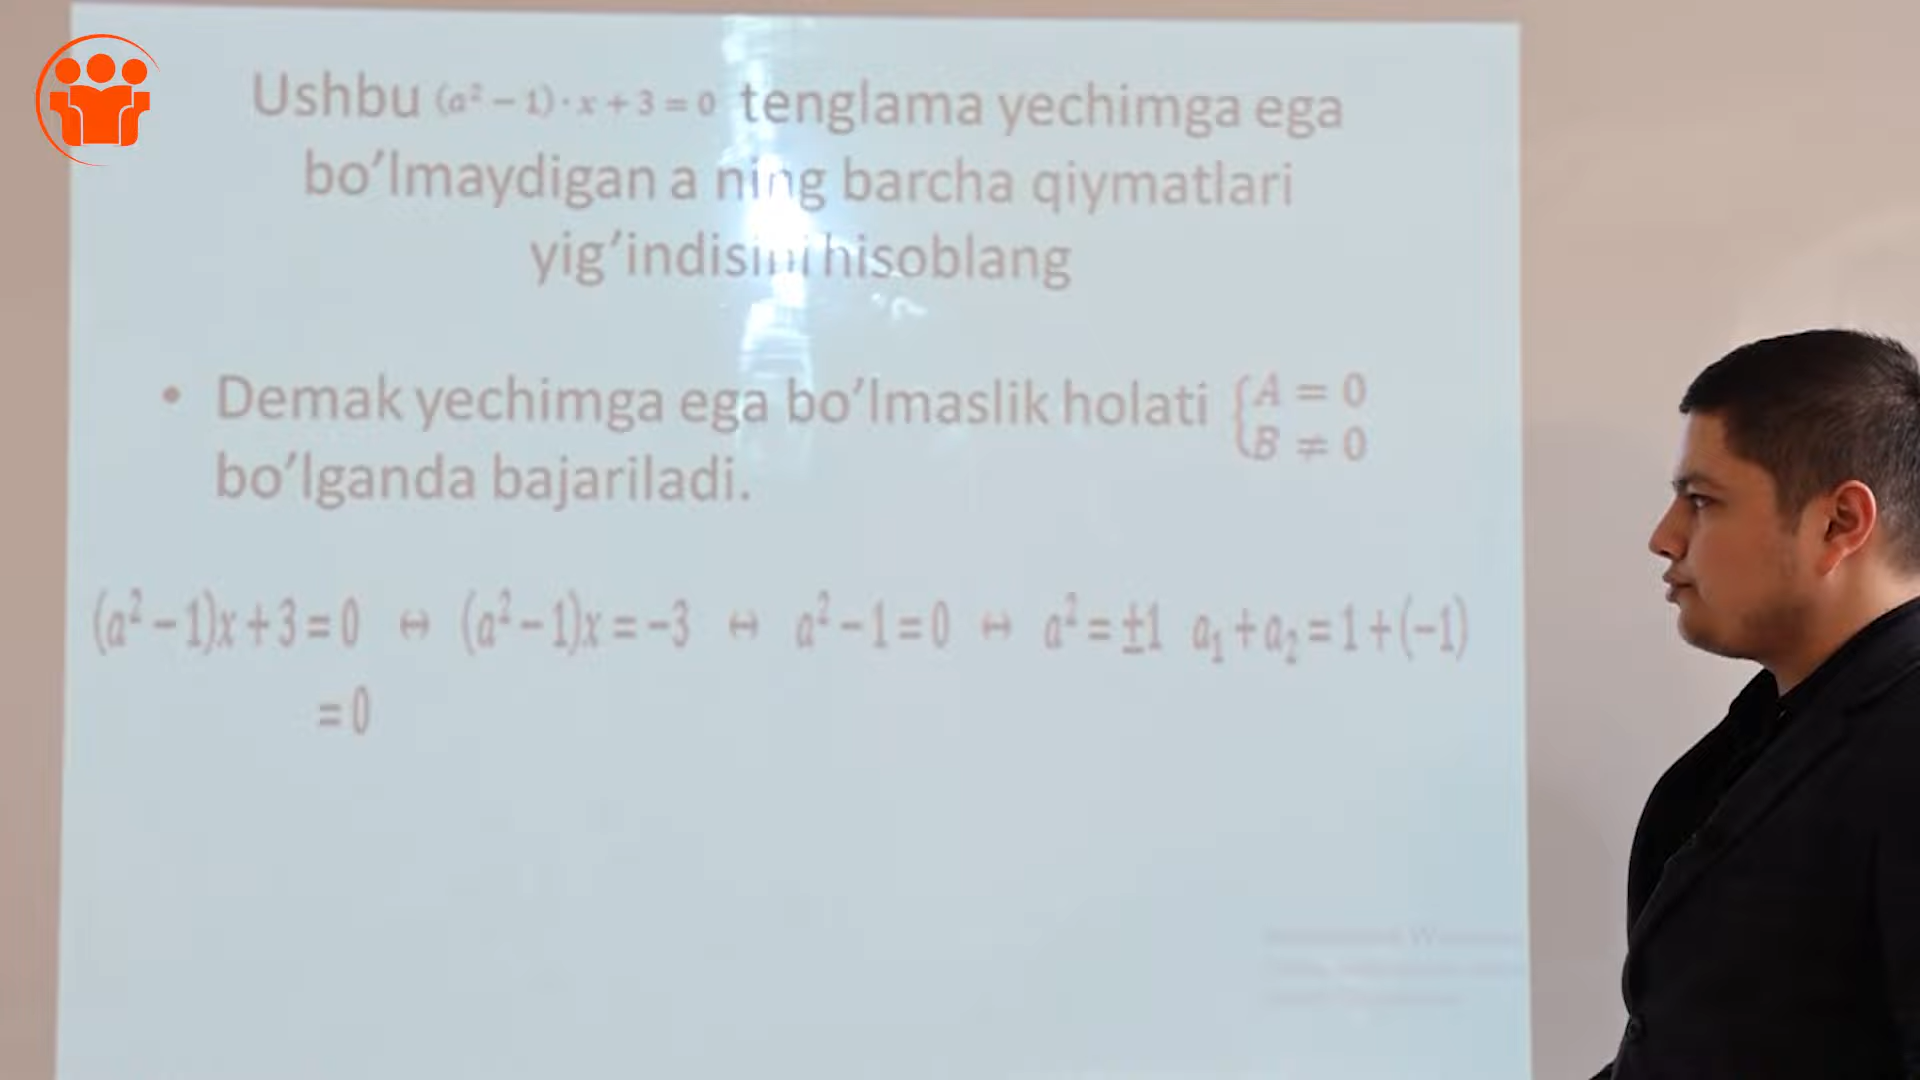 Ushbu (a² − 1) · x + 3 = 0 tenglama yechimga ega
bo’lmaydigan a ning barcha qiymatlari
yig’indisini hisoblang
• Demak yechimga ega bo’lmaslik holati {A = 0
B ≠ 0
bo’lganda bajariladi.
(a² − 1)x + 3 = 0 ↔ (a² − 1)x = −3 ↔ a² − 1 = 0 ↔ a² = ±1 a₁ + a₂ = 1 + (−1)
= 0